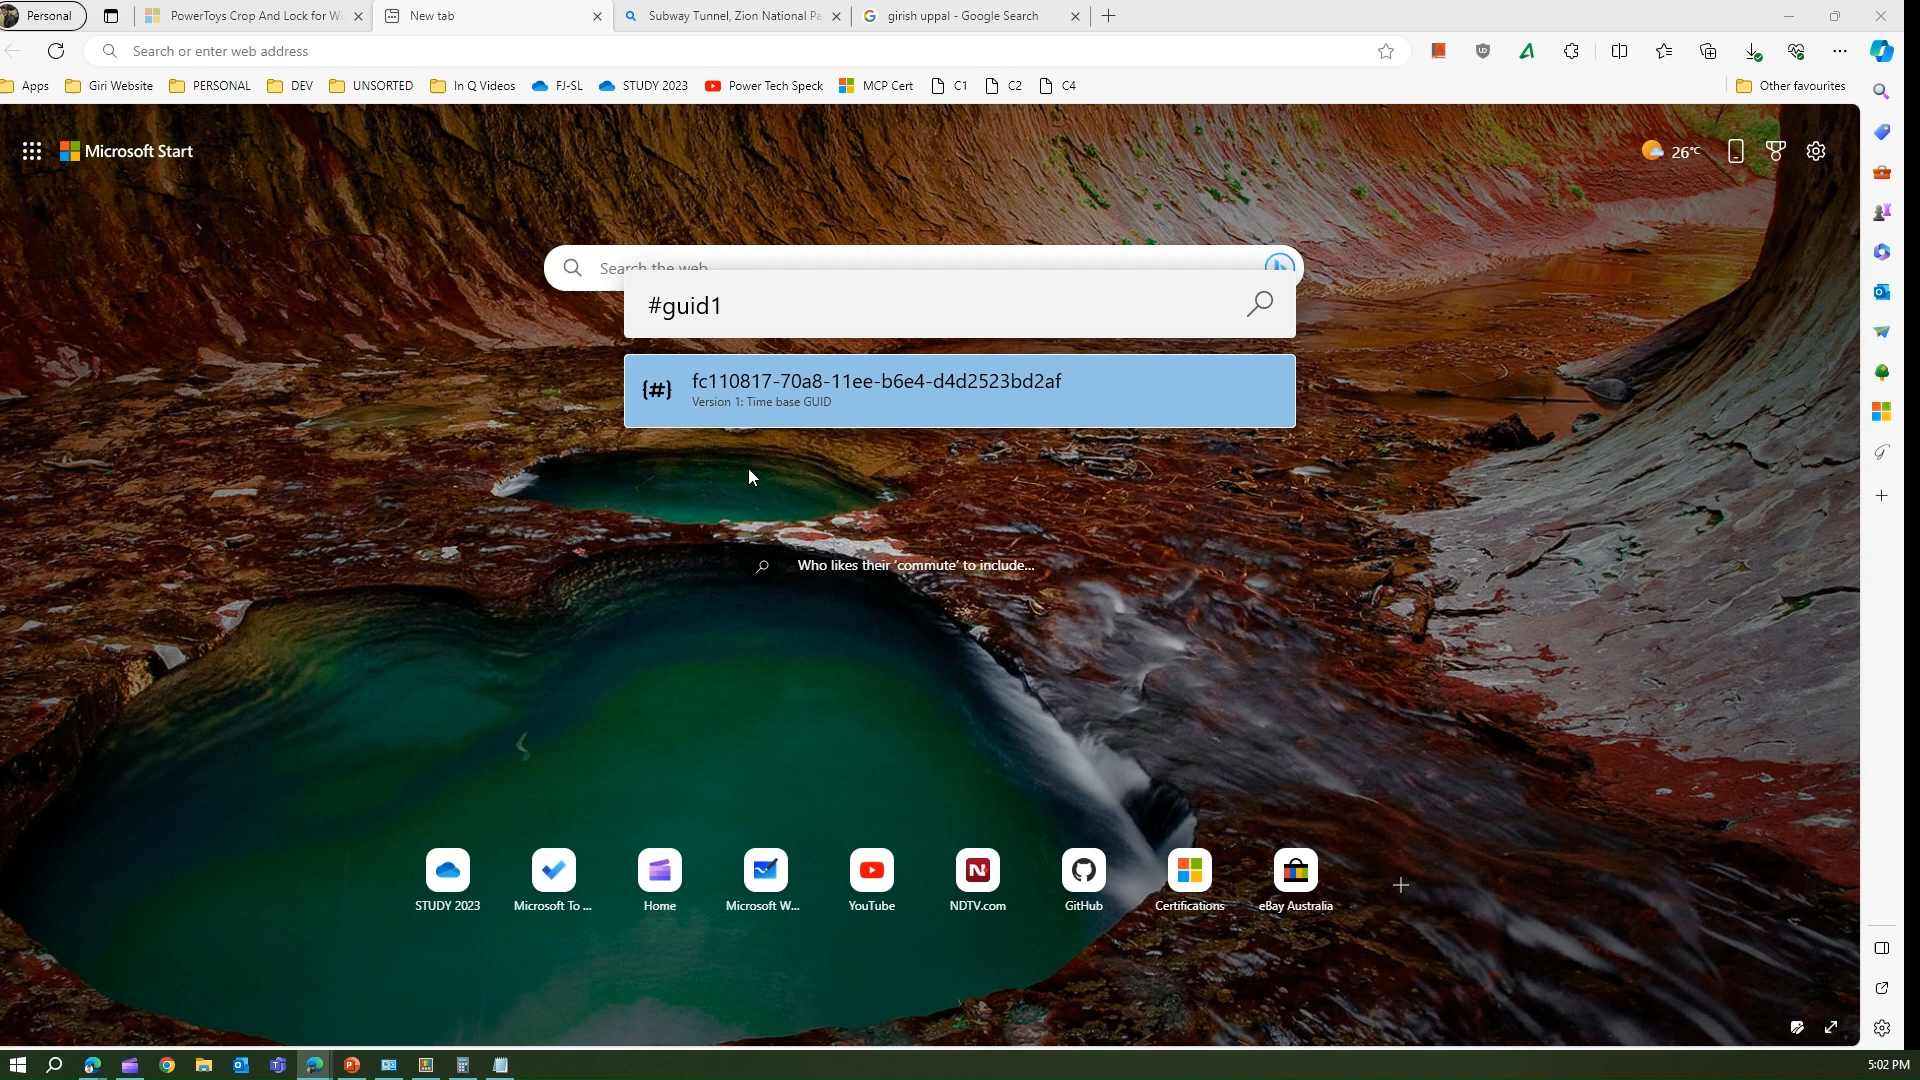 Personal
PowerToys Crop And Lock for Wi
New tab
Subway Tunnel, Zion National Pa
girish uppal - Google Search
Search or enter web address
Apps
Giri Website
PERSONAL
DEV
UNSORTED
In Q Videos
FJ-SL
STUDY 2023
Power Tech Speck
MCP Cert
C1
C2
C4
Other favourites
Microsoft Start
26°C
Search the web
#guid1
{#}
fc110817-70a8-11ee-b6e4-d4d2523bd2af
Version 1: Time base GUID
Who likes their 'commute' to include...
STUDY 2023
Microsoft To ...
Home
Microsoft W...
YouTube
NDTV.com
GitHub
Certifications
eBay Australia
5:02 PM